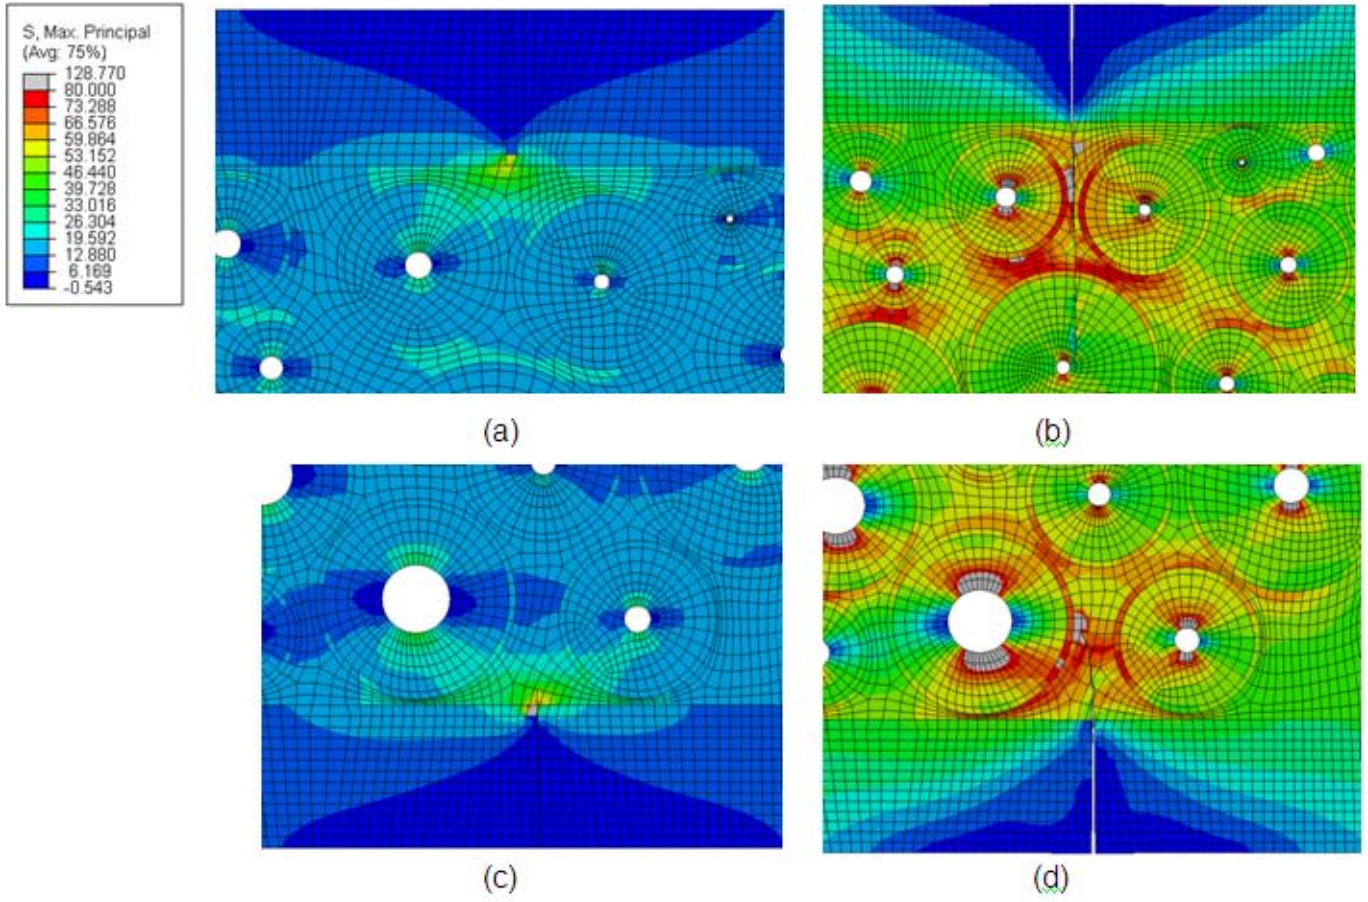 S, Max. Principal
(Avg: 75%)
128.770
80.000
73.288
66.576
59.864
53.152
46.440
39.728
33.016
26.304
19.592
12.880
6.169
-0.543
(a)
(b)
(c)
(d)